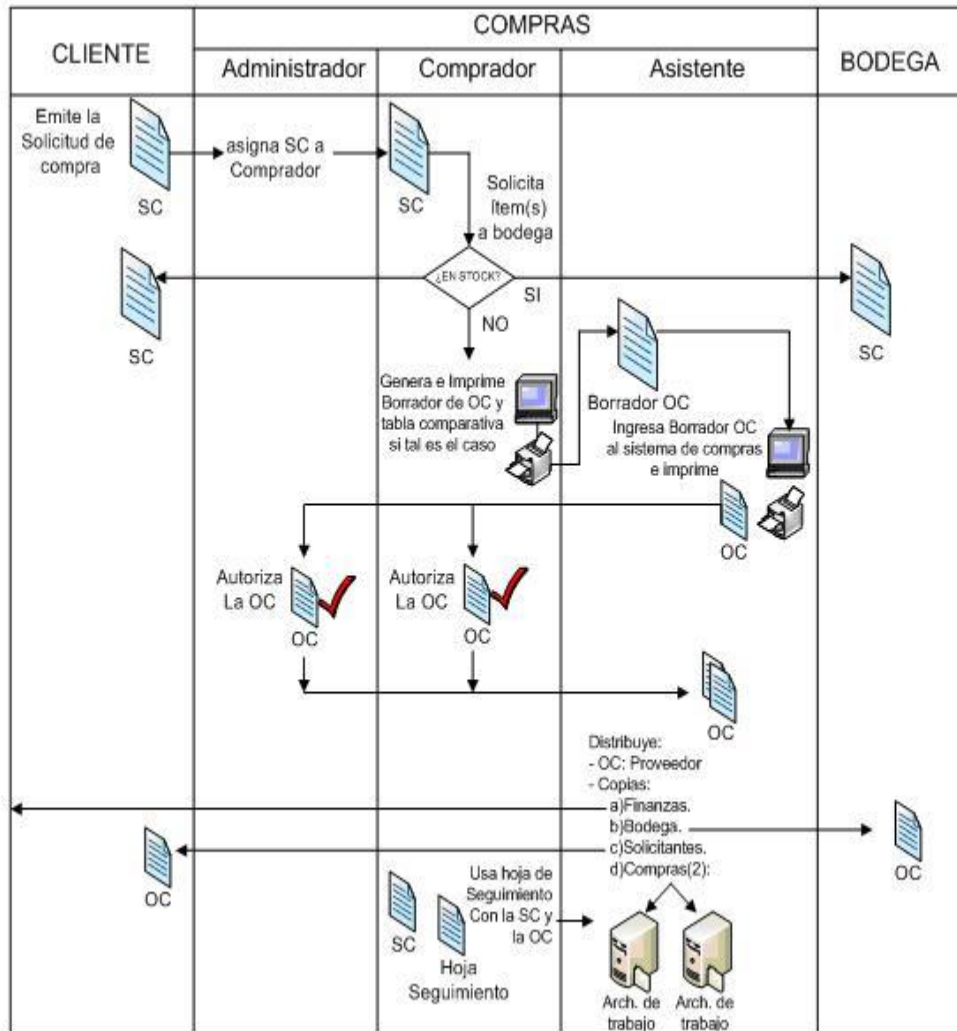 COMPRAS
CLIENTE
Administrador
Comprador
Asistente
BODEGA
Emite la
Solicitud de
compra
SC
asigna SC a
Comprador
SC
Solicita
Ítem(s)
a bodega
¿EN STOCK?
SI
NO
SC
SC
Genera e Imprime
Borrador de OC y
tabla comparativa
si tal es el caso
Borrador OC
Ingresa Borrador OC
al sistema de compras
e imprime
OC
Autoriza
La OC
OC
Autoriza
La OC
OC
OC
Distribuye:
- OC: Proveedor
- Copias:
a)Finanzas.
b)Bodega.
c)Solicitantes.
d)Compras(2):
OC
OC
Usa hoja de
Seguimiento
Con la SC y
la OC
SC
Hoja
Seguimiento
Arch. de
trabajo
Arch. de
trabajo